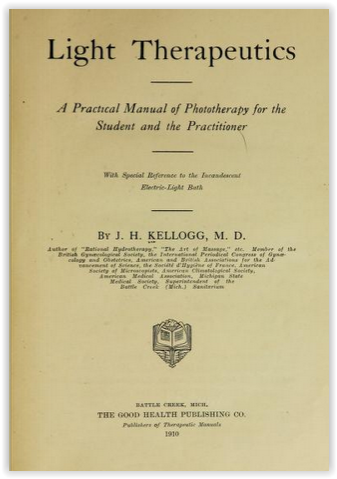 Light Therapeutics
A Practical Manual of Phototherapy for the
Student and the Practitioner
With Special Reference to the Incandescent
Electric-Light Bath
BY J. H. KELLOGG, M. D.
Author of "Rational Hydrotherapy," "The Art of Massage," etc. Member of the
British Gynæcological Society, the International Periodical Congress of Gynæ-
cology and Obstetrics, American and British Associations for the Ad-
vancement of Science, the Société d'Hygiène of France, American
Society of Microscopists, American Climatological Society,
American Medical Association, Michigan State
Medical Society, Superintendent of the
Battle Creek (Mich.) Sanitarium
BATTLE CREEK, MICH.
THE GOOD HEALTH PUBLISHING CO.
Publishers of Therapeutic Manuals
1910